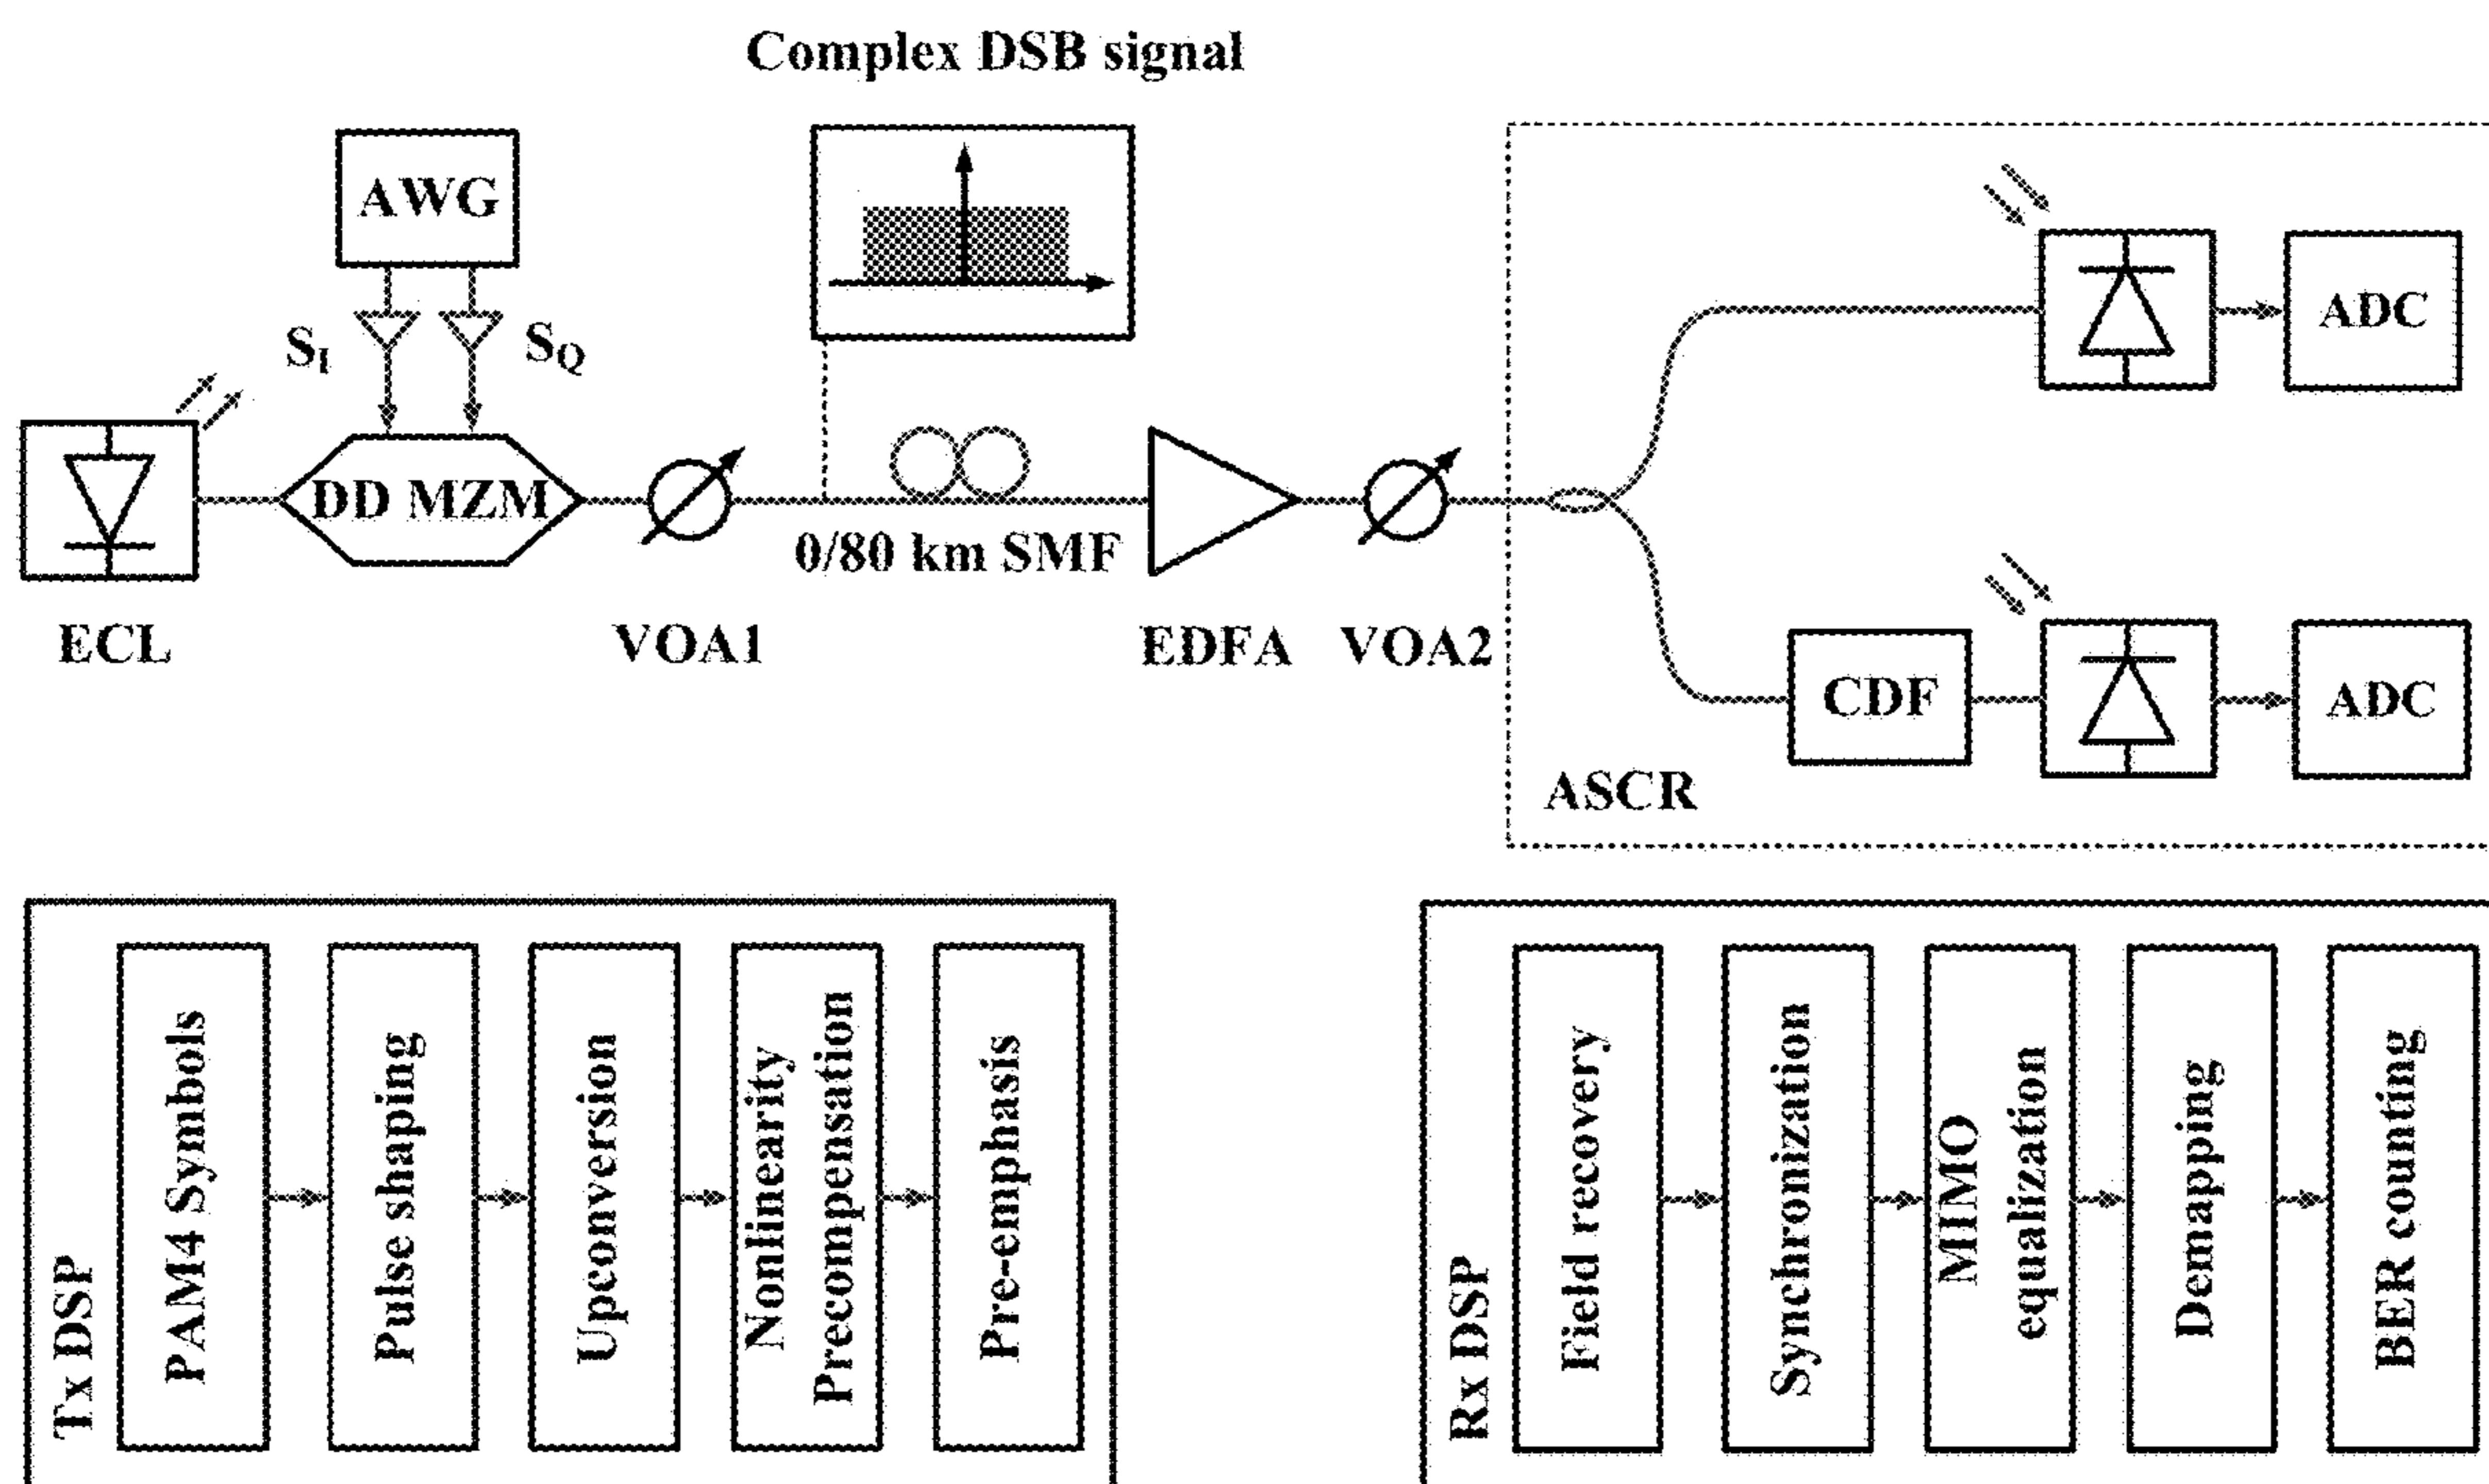 Complex DSB signal
AWG
S_I
S_Q
DD MZM
0/80 km SMF
ECL
VOA1
EDFA
VOA2
ADC
CDF
ADC
ASCR
Tx DSP
PAM4 Symbols
Pulse shaping
Upconversion
Nonlinearity
Precompensation
Pre-emphasis
Rx DSP
Field recovery
Synchronization
MIMO
equalization
Demapping
BER counting